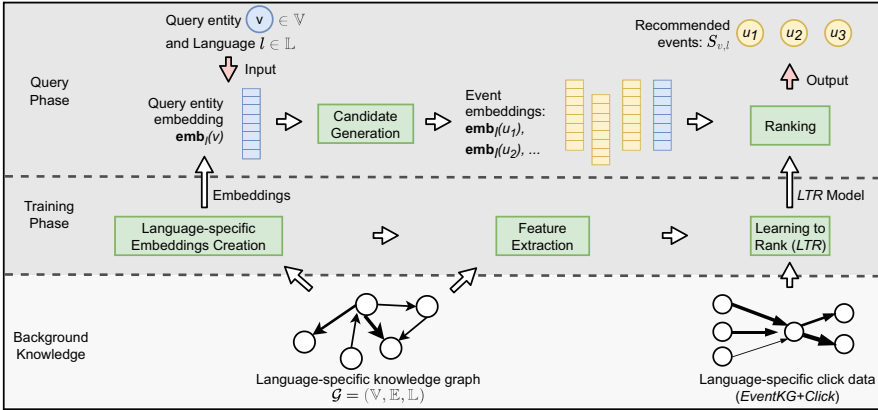 Query entity v ∈ 𝕍
and Language l ∈ 𝕃
Input
Recommended
events: S_{v,l}
u1 u2 u3
Output
Query
Phase
Query entity
embedding
emb_l(v)
Candidate
Generation
Event
embeddings:
emb_l(u1),
emb_l(u2), ...
Ranking
Embeddings
LTR Model
Training
Phase
Language-specific
Embeddings Creation
Feature
Extraction
Learning to
Rank (LTR)
Background
Knowledge
Language-specific knowledge graph
𝒢 = (𝕍, 𝔼, 𝕃)
Language-specific click data
(EventKG+Click)